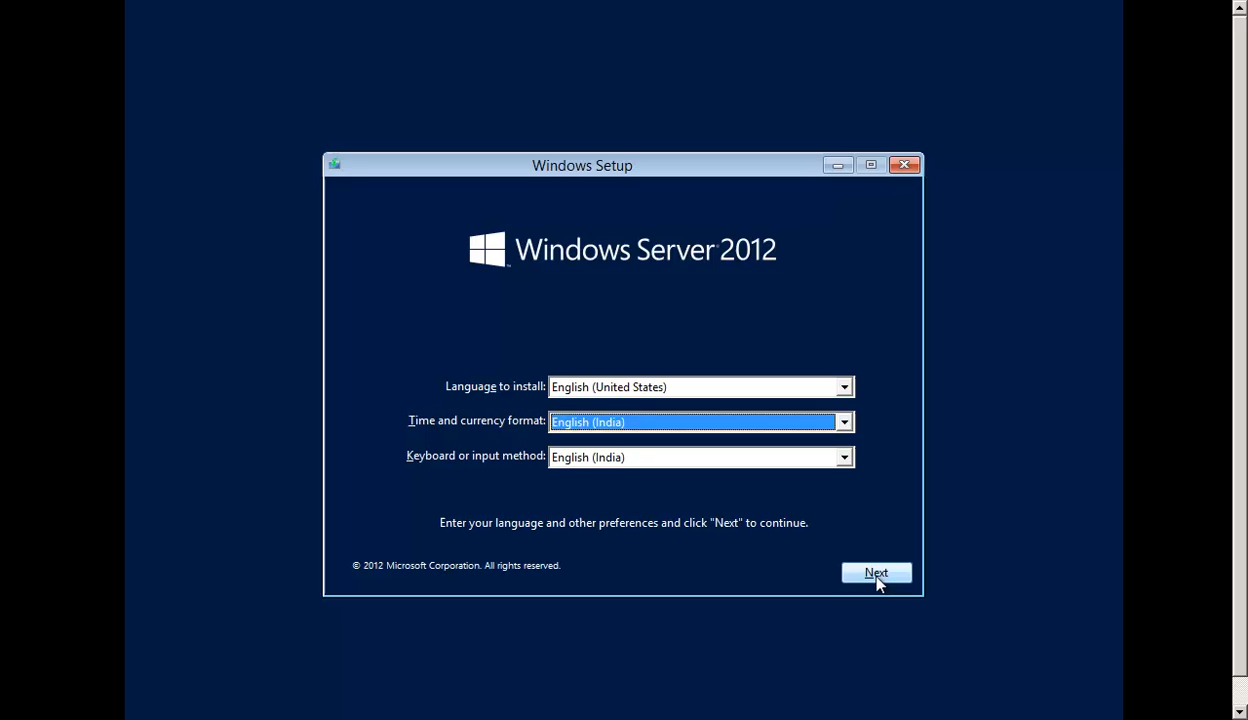 Windows Setup
Windows Server 2012
Language to install: English (United States)
Time and currency format: English (India)
Keyboard or input method: English (India)
Enter your language and other preferences and click "Next" to continue.
© 2012 Microsoft Corporation. All rights reserved.
Next